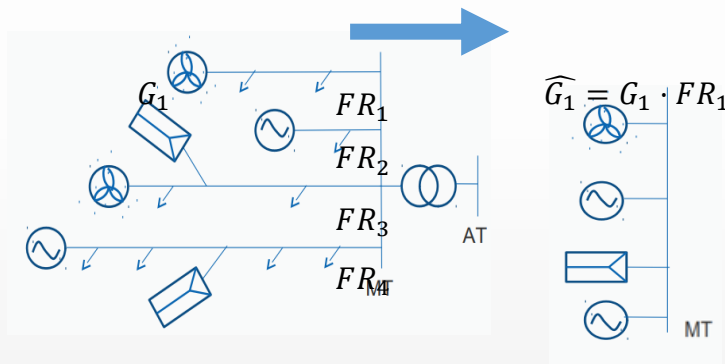 G₁
FR₁
FR₂
FR₃
FR₄
MT
AT
Ĝ₁ = G₁ · FR₁
MT